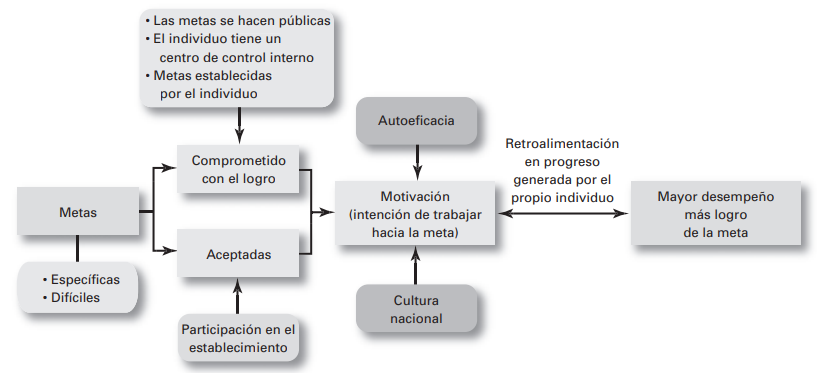 • Las metas se hacen públicas
• El individuo tiene un
centro de control interno
• Metas establecidas
por el individuo
Autoeficacia
Comprometido
con el logro
Retroalimentación
en progreso
generada por el
propio individuo
Metas
Motivación
(intención de trabajar
hacia la meta)
Mayor desempeño
más logro
de la meta
Aceptadas
• Específicas
• Difíciles
Cultura
nacional
Participación en el
establecimiento